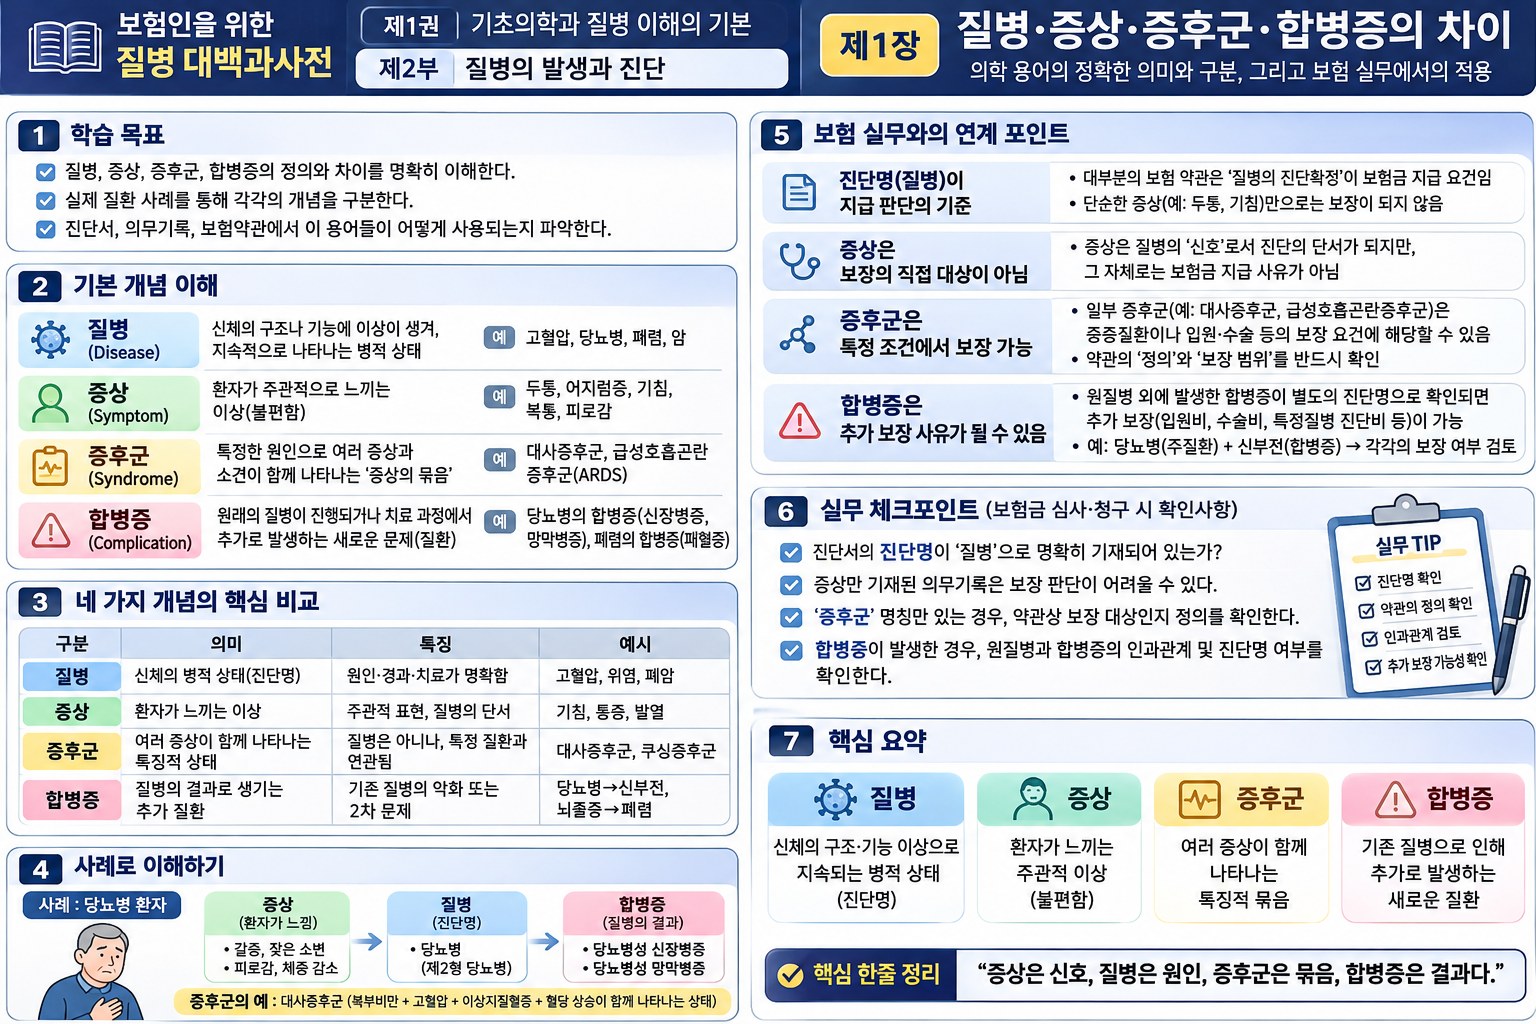 보험인을 위한
질병 대백과사전
제1권 기초의학과 질병 이해의 기본
제2부 질병의 발생과 진단
제1장
질병·증상·증후군·합병증의 차이
의학 용어의 정확한 의미와 구분, 그리고 보험 실무에서의 적용
1 학습 목표
질병, 증상, 증후군, 합병증의 정의와 차이를 명확히 이해한다.
실제 질환 사례를 통해 각각의 개념을 구분한다.
진단서, 의무기록, 보험약관에서 이 용어들이 어떻게 사용되는지 파악한다.
2 기본 개념 이해
질병
(Disease)
신체의 구조나 기능에 이상이 생겨,
지속적으로 나타나는 병적 상태
예 고혈압, 당뇨병, 폐렴, 암
증상
(Symptom)
환자가 주관적으로 느끼는
이상(불편함)
예 두통, 어지럼증, 기침,
복통, 피로감
증후군
(Syndrome)
특정한 원인으로 여러 증상과
소견이 함께 나타나는 ‘증상의 묶음’
예 대사증후군, 급성호흡곤란
증후군(ARDS)
합병증
(Complication)
원래의 질병이 진행되거나 치료 과정에서
추가로 발생하는 새로운 문제(질환)
예 당뇨병의 합병증(신장병증,
망막병증), 폐렴의 합병증(패혈증)
3 네 가지 개념의 핵심 비교
구분 의미 특징 예시
질병 신체의 병적 상태(진단명) 원인·경과·치료가 명확함 고혈압, 위염, 폐암
증상 환자가 느끼는 이상 주관적 표현, 질병의 단서 기침, 통증, 발열
증후군 여러 증상이 함께 나타나는
특징적 상태
질병은 아니나, 특정 질환과
연관됨
대사증후군, 쿠싱증후군
합병증 질병의 결과로 생기는
추가 질환
기존 질병의 악화 또는
2차 문제
당뇨병→신부전,
뇌졸중→폐렴
4 사례로 이해하기
사례 : 당뇨병 환자
증상
(환자가 느낌)
• 갈증, 잦은 소변
• 피로감, 체중 감소
질병
(진단명)
• 당뇨병
(제2형 당뇨병)
합병증
(질병의 결과)
• 당뇨병성 신장병증
• 당뇨병성 망막병증
증후군의 예 : 대사증후군 (복부비만 + 고혈압 + 이상지질혈증 + 혈당 상승이 함께 나타나는 상태)
5 보험 실무와의 연계 포인트
진단명(질병)이
지급 판단의 기준
• 대부분의 보험 약관은 ‘질병의 진단확정’이 보험금 지급 요건임
• 단순한 증상(예: 두통, 기침)만으로는 보장이 되지 않음
증상은
보장의 직접 대상이 아님
• 증상은 질병의 ‘신호’로서 진단의 단서가 되지만,
그 자체로는 보험금 지급 사유가 아님
증후군은
특정 조건에서 보장 가능
• 일부 증후군(예: 대사증후군, 급성호흡곤란증후군)은
중증질환이나 입원·수술 등의 보장 요건에 해당할 수 있음
• 약관의 ‘정의’와 ‘보장 범위’를 반드시 확인
합병증은
추가 보장 사유가 될 수 있음
• 원질병 외에 발생한 합병증이 별도의 진단명으로 확인되면
추가 보장(입원비, 수술비, 특정질병 진단비 등)이 가능
• 예: 당뇨병(주질환) + 신부전(합병증) → 각각의 보장 여부 검토
6 실무 체크포인트 (보험금 심사·청구 시 확인사항)
진단서의 진단명이 ‘질병’으로 명확히 기재되어 있는가?
증상만 기재된 의무기록은 보장 판단이 어려울 수 있다.
‘증후군’ 명칭만 있는 경우, 약관상 보장 대상인지 정의를 확인한다.
합병증이 발생한 경우, 원질병과 합병증의 인과관계 및 진단명 여부를
확인한다.
실무 TIP
진단명 확인
약관의 정의 확인
인과관계 검토
추가 보장 가능성 확인
7 핵심 요약
질병
신체의 구조·기능 이상으로
지속되는 병적 상태
(진단명)
증상
환자가 느끼는
주관적 이상
(불편함)
증후군
여러 증상이 함께
나타나는
특징적 묶음
합병증
기존 질병으로 인해
추가로 발생하는
새로운 질환
핵심 한줄 정리 “증상은 신호, 질병은 원인, 증후군은 묶음, 합병증은 결과다.”